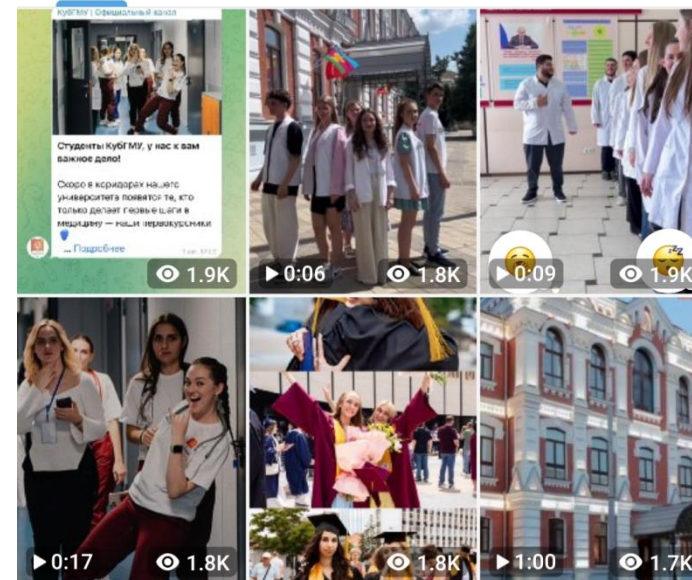 КубГМУ | Официальный канал
Студенты КубГМУ, у нас к вам
важное дело!
Скоро в коридорах нашего
университета появятся те, кто
только делает первые шаги в
медицину — наши первокурсники
Подробнее
1.9K
0:06
1.8K
0:09
1.9K
0:17
1.8K
1.8K
1:00
1.7K